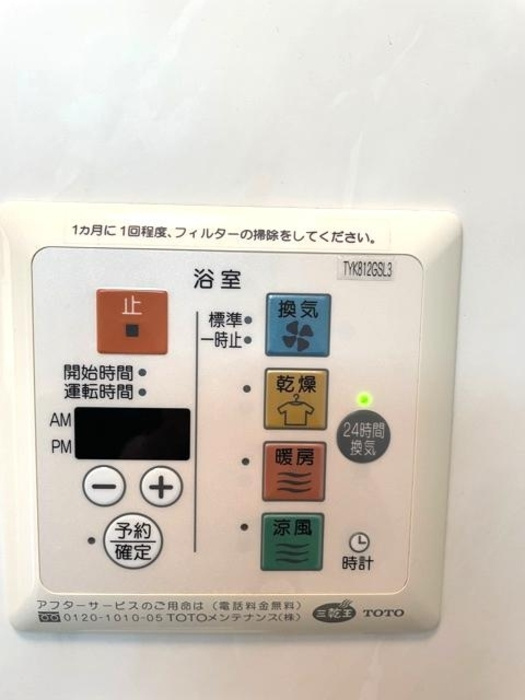 1カ月に1回程度、フィルターの掃除をしてください。
TYK812GSL3
浴室
止
換気
標準
一時止
開始時間
運転時間
乾燥
AM
PM
24時間
換気
暖房
− +
予約
確定
涼風
時計
アフターサービスのご用命は（電話料金無料）
0120-1010-05 TOTOメンテナンス(株)
三乾王 TOTO